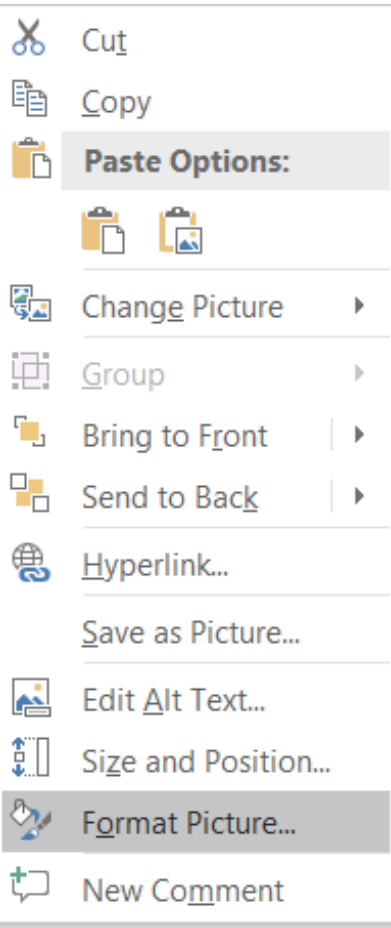 Cut
Copy
Paste Options:
Change Picture
Group
Bring to Front
Send to Back
Hyperlink...
Save as Picture...
Edit Alt Text...
Size and Position...
Format Picture...
New Comment